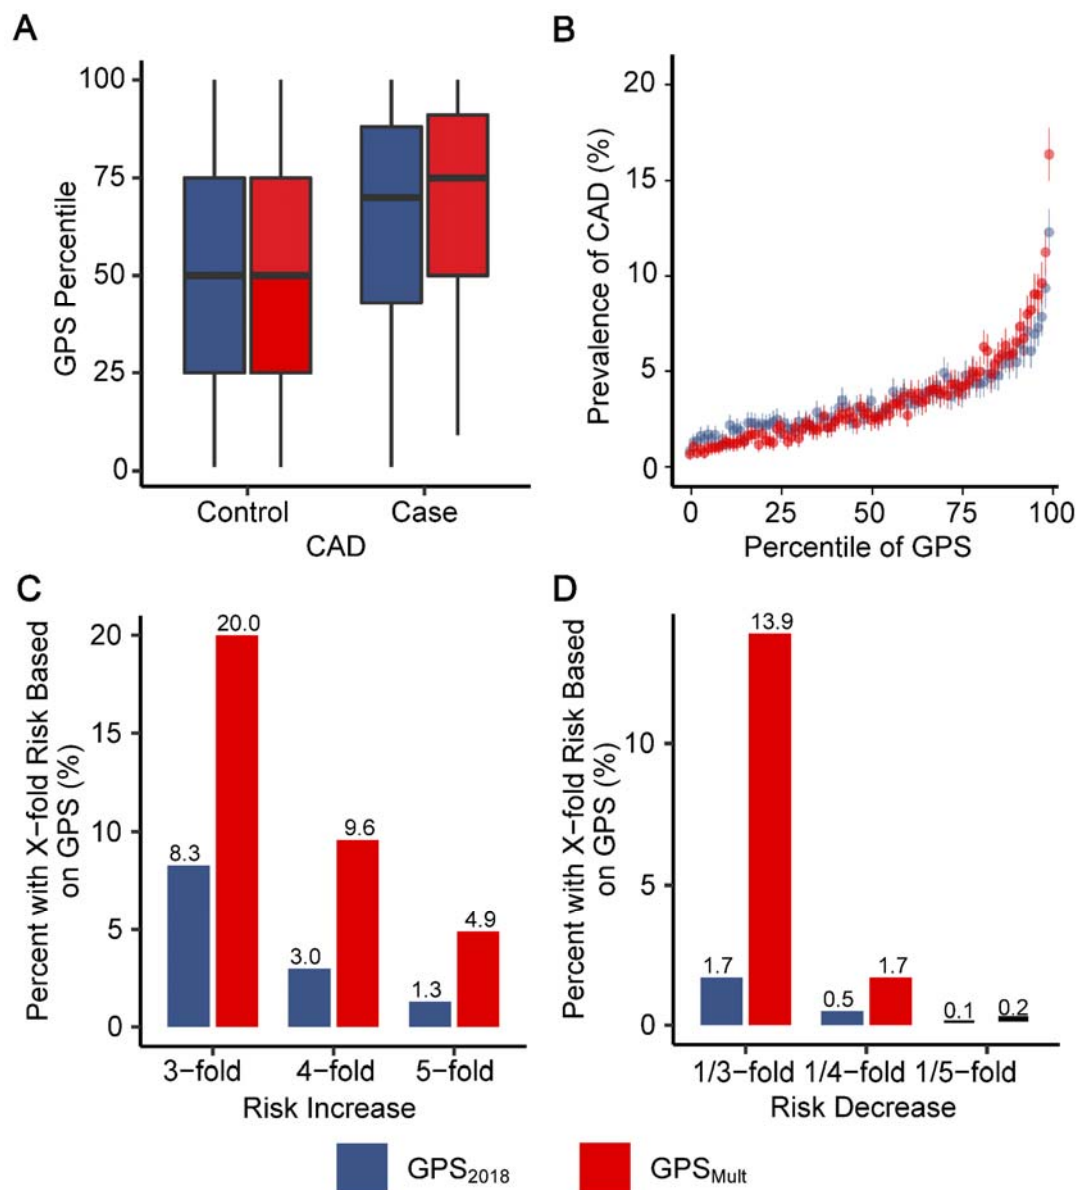 A
GPS Percentile
100
75
50
25
0
Control
Case
CAD
B
Prevalence of CAD (%)
20
15
10
5
0
0
25
50
75
100
Percentile of GPS
C
Percent with X−fold Risk Based
on GPS (%)
20
15
10
5
0
8.3
20.0
3.0
9.6
1.3
4.9
3−fold
4−fold
5−fold
Risk Increase
D
Percent with X−fold Risk Based
on GPS (%)
10
5
0
1.7
13.9
0.5
1.7
0.1
0.2
1/3−fold
1/4−fold
1/5−fold
Risk Decrease
GPS2018
GPSMult